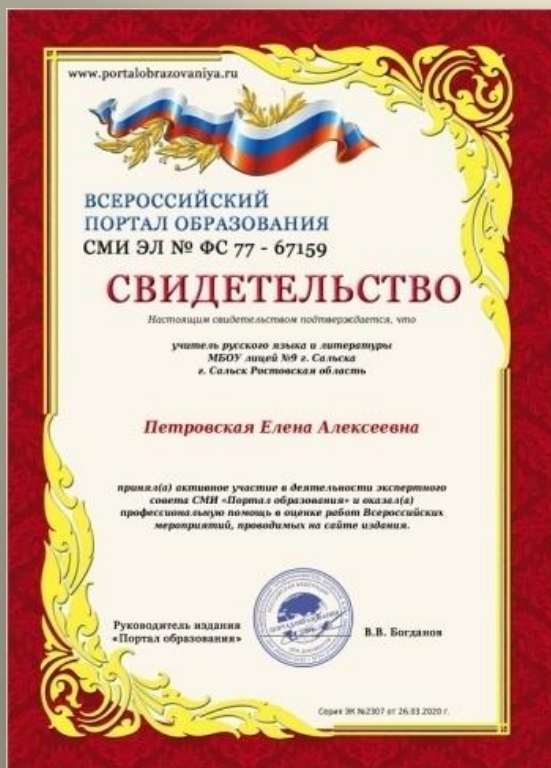 www.portalobrazovaniya.ru
ВСЕРОССИЙСКИЙ
ПОРТАЛ ОБРАЗОВАНИЯ
СМИ ЭЛ № ФС 77 - 67159
СВИДЕТЕЛЬСТВО
Настоящим свидетельством подтверждается, что
учитель русского языка и литературы
МБОУ лицей №9 г. Сальска
г. Сальск Ростовская область
Петровская Елена Алексеевна
принял(а) активное участие в деятельности экспертного
совета СМИ «Портал образования» и оказал(а)
профессиональную помощь в оценке работ Всероссийских
мероприятий, проводимых на сайте издания.
Руководитель издания
«Портал образования»
В.В. Богданов
Серия ЭК №2307 от 26.03.2020 г.